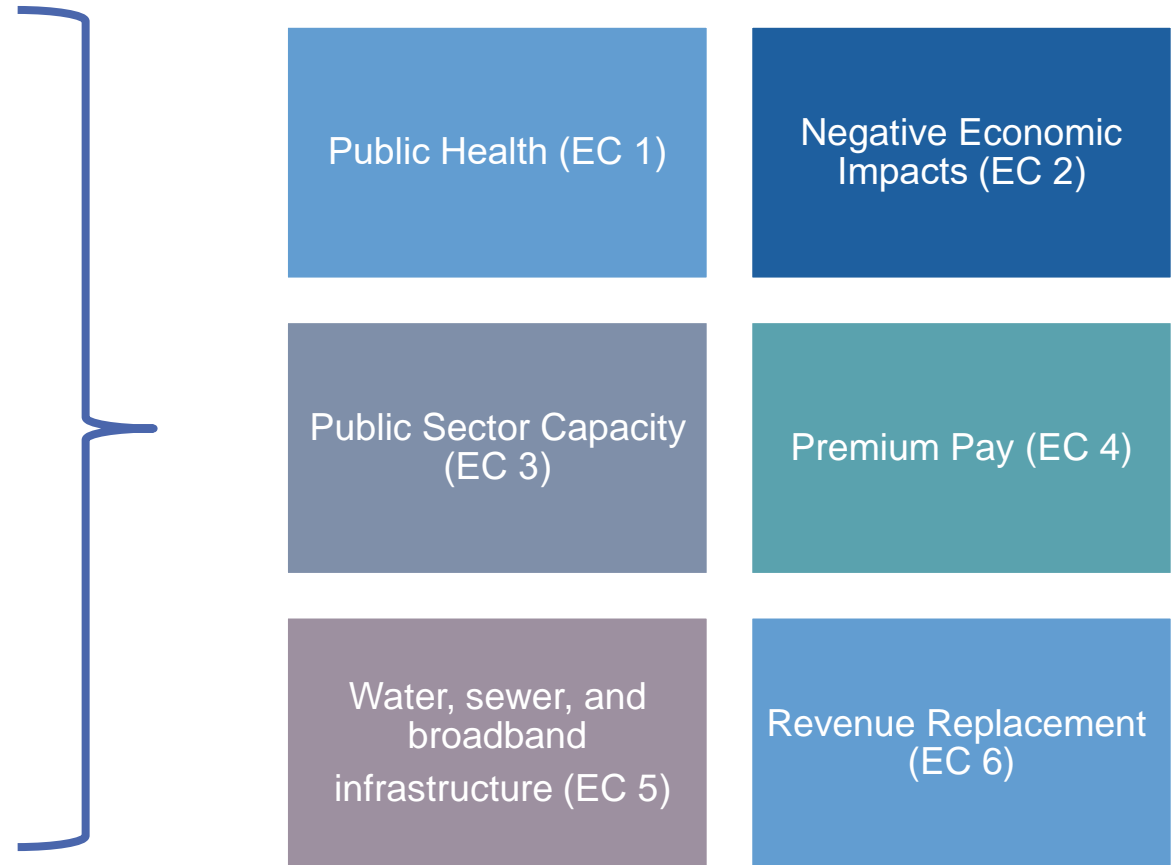 Public Health (EC 1)
Negative Economic
Impacts (EC 2)
Public Sector Capacity
(EC 3)
Premium Pay (EC 4)
Water, sewer, and
broadband
infrastructure (EC 5)
Revenue Replacement
(EC 6)